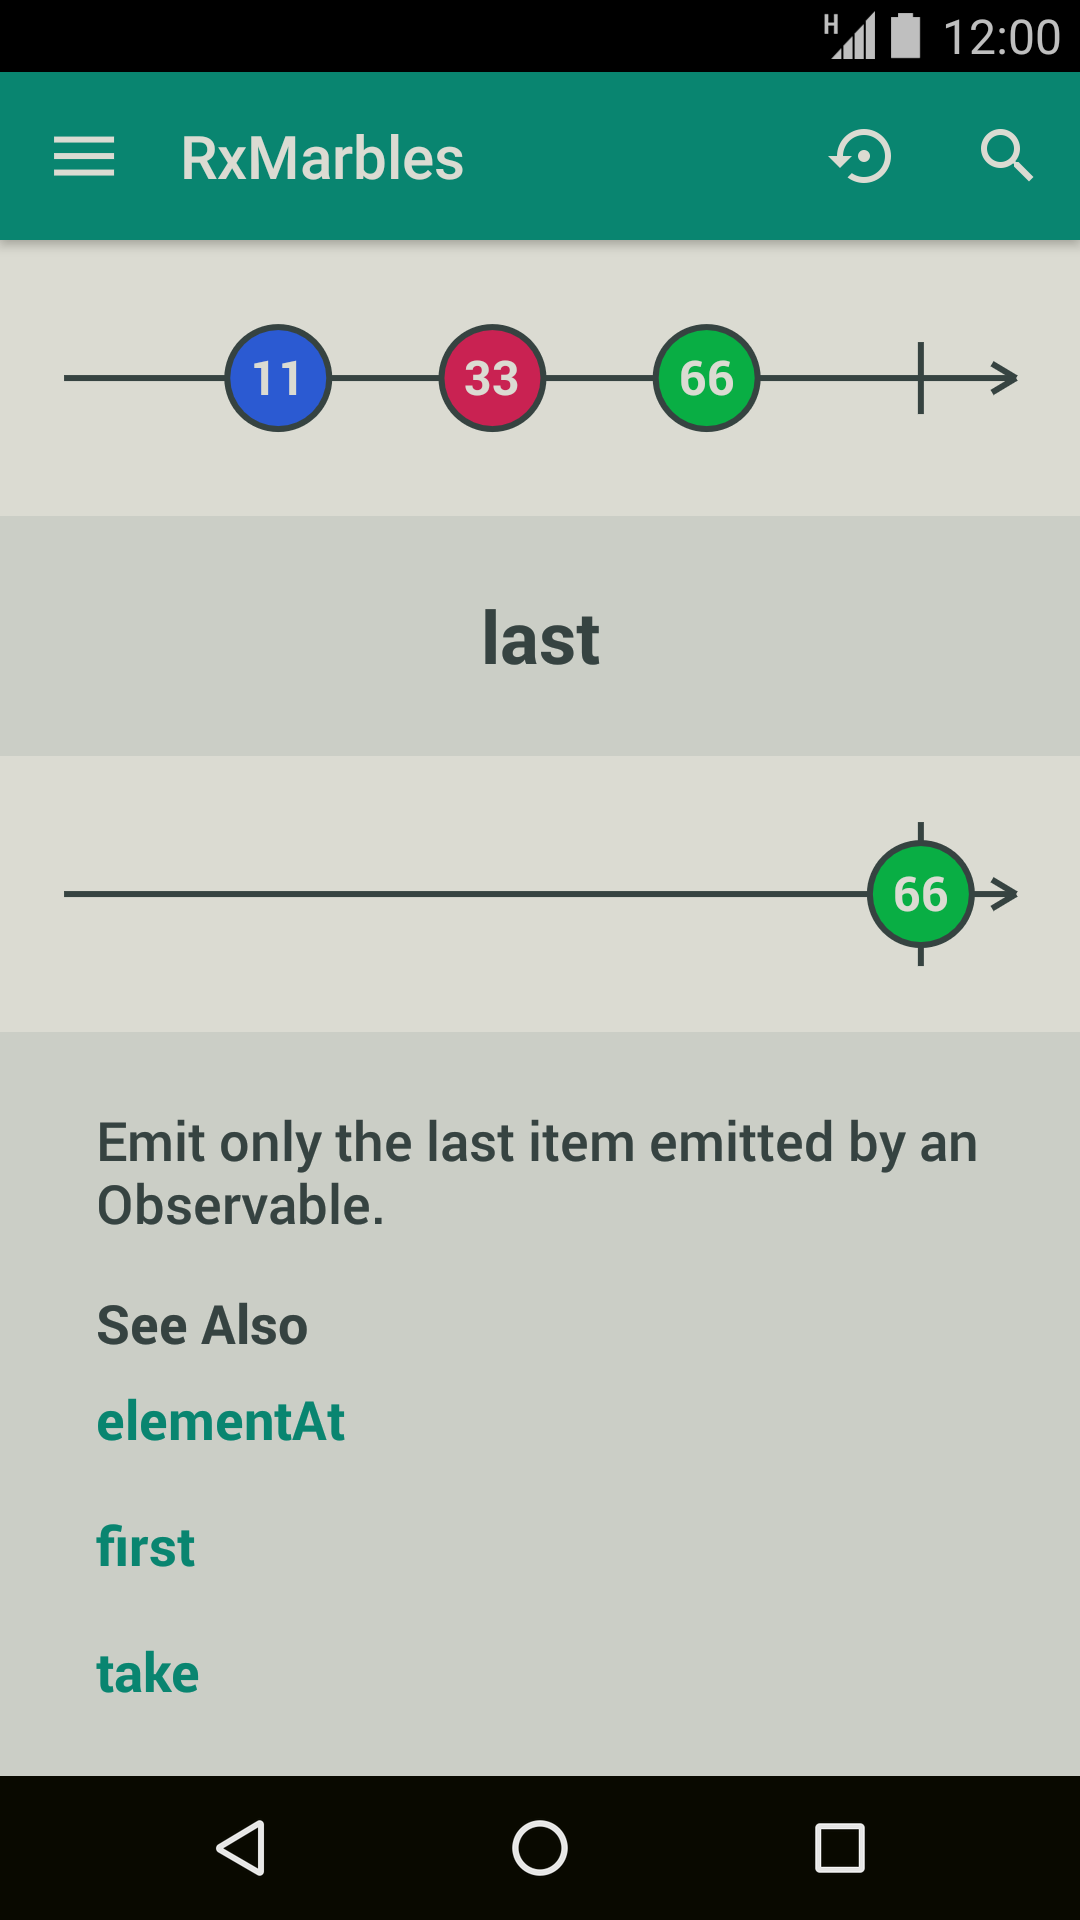 H 12:00
RxMarbles
11 33 66
last
66
Emit only the last item emitted by an
Observable.
See Also
elementAt
first
take